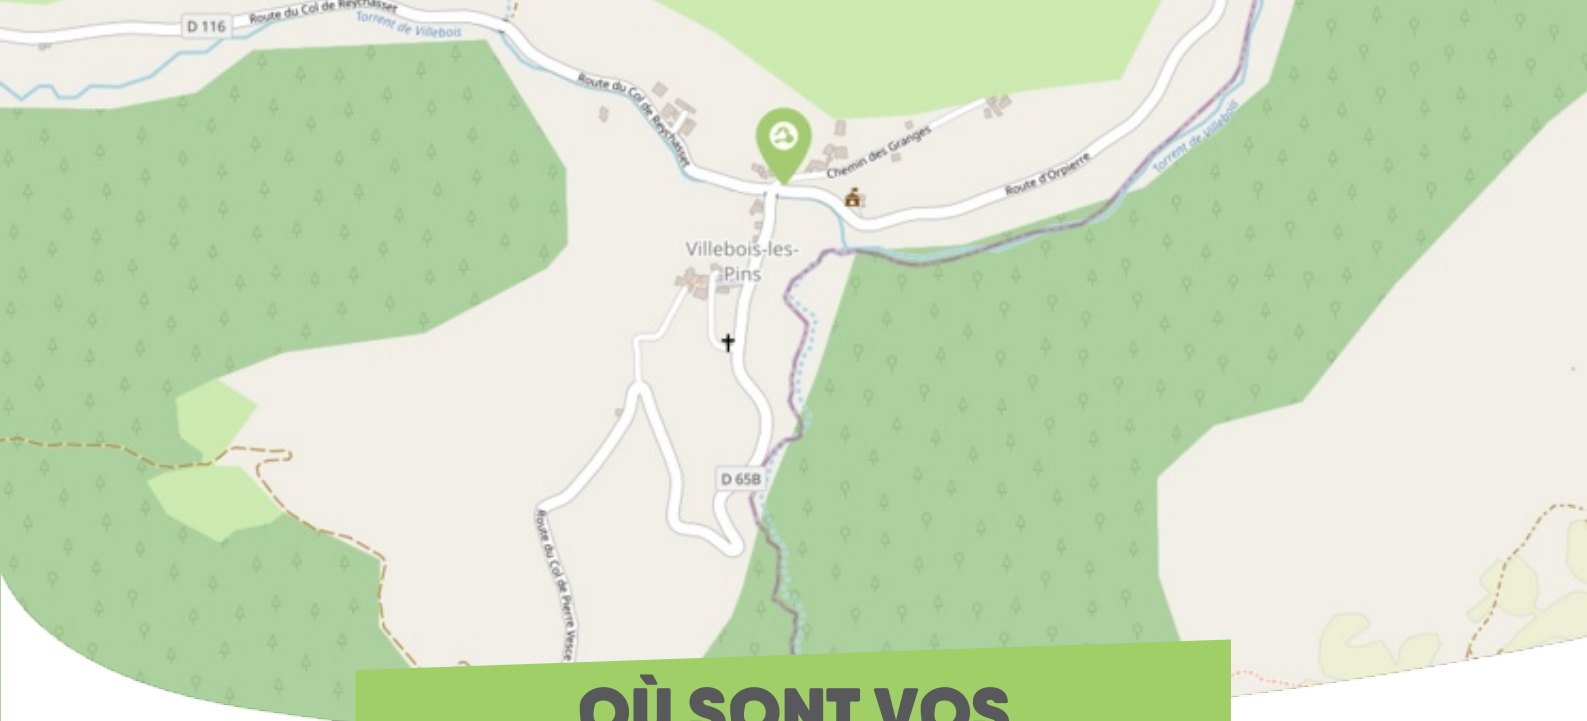 Route du Col de Reychasset
D 116
Torrent de Villebois
Route du Col de Reychasset
Torrent de Villebois
Chemin des Granges
Route d'Orpierre
Villebois-les-
Pins
D 65B
Route du Col de Pierre Vesce
OÙ SONT VOS